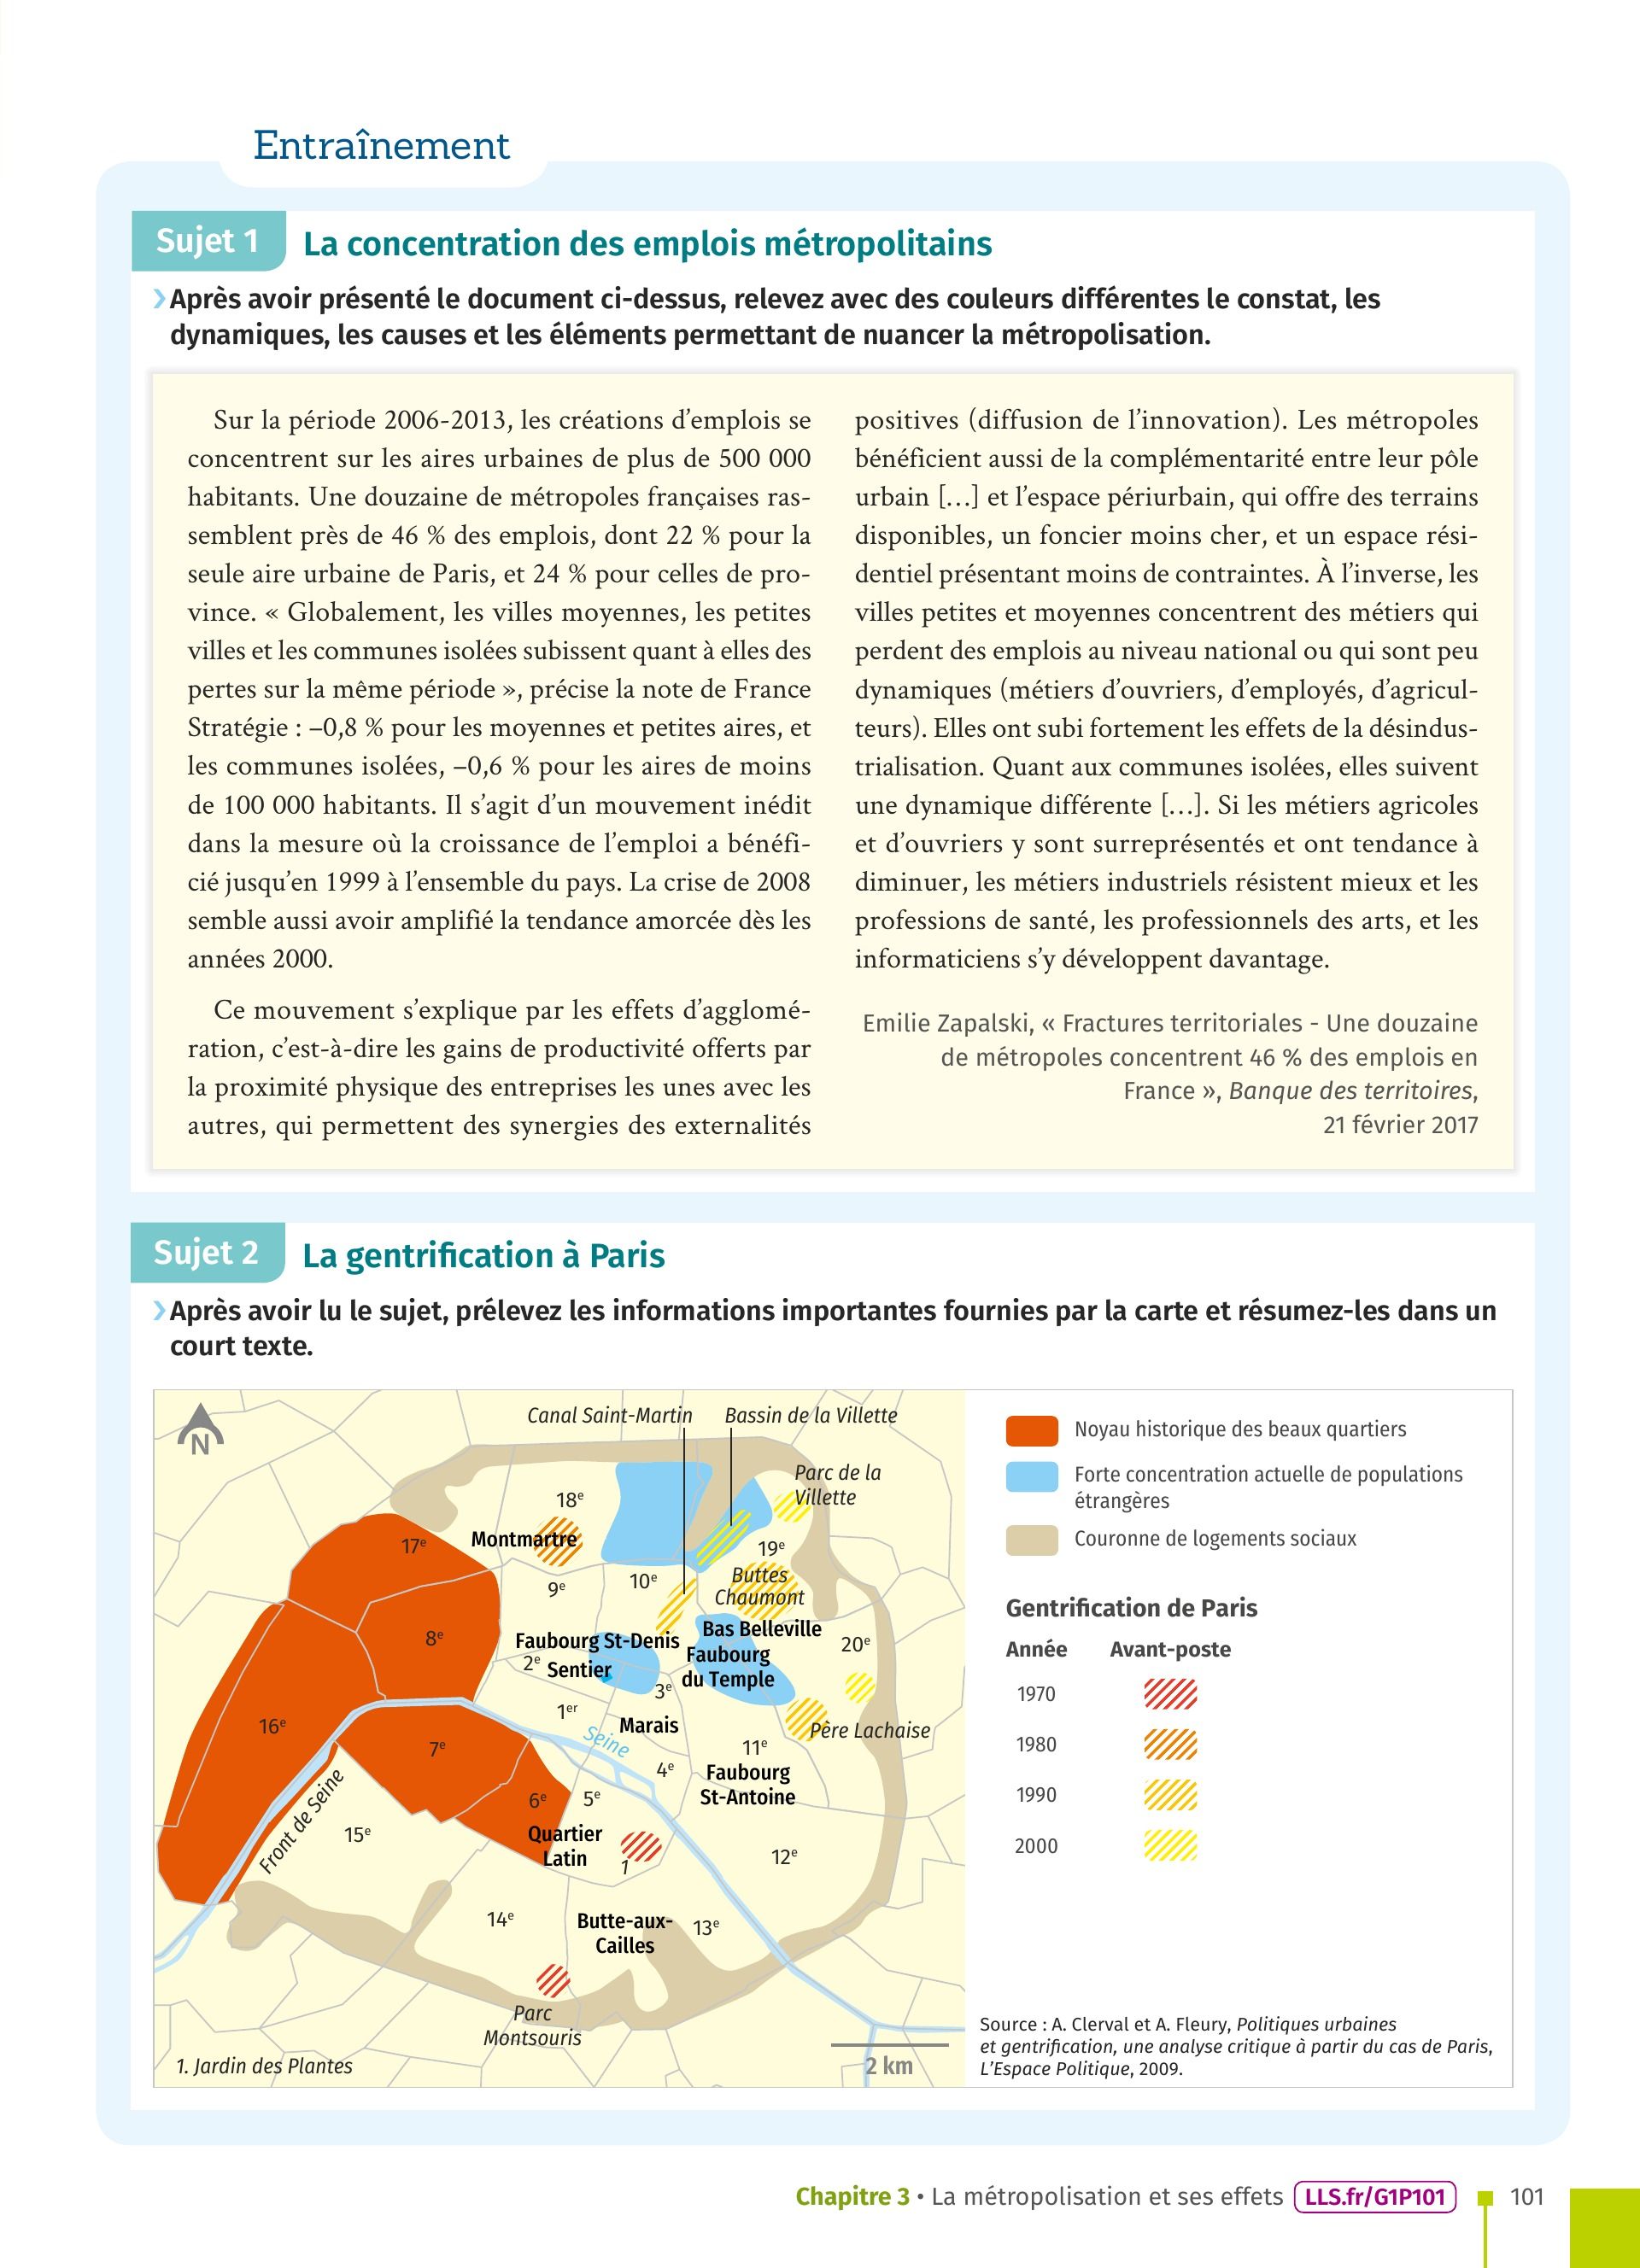 Entraînement
Sujet 1
La concentration des emplois métropolitains
› Après avoir présenté le document ci-dessus, relevez avec des couleurs différentes le constat, les
dynamiques, les causes et les éléments permettant de nuancer la métropolisation.
Sur la période 2006-2013, les créations d'emplois se
concentrent sur les aires urbaines de plus de 500 000
habitants. Une douzaine de métropoles françaises ras-
semblent près de 46 % des emplois, dont 22 % pour la
seule aire urbaine de Paris, et 24 % pour celles de pro-
vince. « Globalement, les villes moyennes, les petites
villes et les communes isolées subissent quant à elles des
pertes sur la même période », précise la note de France
Stratégie : –0,8 % pour les moyennes et petites aires, et
les communes isolées, –0,6 % pour les aires de moins
de 100 000 habitants. Il s'agit d'un mouvement inédit
dans la mesure où la croissance de l'emploi a bénéfi-
cié jusqu'en 1999 à l'ensemble du pays. La crise de 2008
semble aussi avoir amplifié la tendance amorcée dès les
années 2000.
Ce mouvement s'explique par les effets d'agglomé-
ration, c'est-à-dire les gains de productivité offerts par
la proximité physique des entreprises les unes avec les
autres, qui permettent des synergies des externalités
positives (diffusion de l'innovation). Les métropoles
bénéficient aussi de la complémentarité entre leur pôle
urbain […] et l'espace périurbain, qui offre des terrains
disponibles, un foncier moins cher, et un espace rési-
dentiel présentant moins de contraintes. À l'inverse, les
villes petites et moyennes concentrent des métiers qui
perdent des emplois au niveau national ou qui sont peu
dynamiques (métiers d'ouvriers, d'employés, d'agricul-
teurs). Elles ont subi fortement les effets de la désindus-
trialisation. Quant aux communes isolées, elles suivent
une dynamique différente […]. Si les métiers agricoles
et d'ouvriers y sont surreprésentés et ont tendance à
diminuer, les métiers industriels résistent mieux et les
professions de santé, les professionnels des arts, et les
informaticiens s'y développent davantage.
Emilie Zapalski, « Fractures territoriales - Une douzaine
de métropoles concentrent 46 % des emplois en
France », Banque des territoires,
21 février 2017
Sujet 2
La gentrification à Paris
› Après avoir lu le sujet, prélevez les informations importantes fournies par la carte et résumez-les dans un
court texte.
N
Canal Saint-Martin
Bassin de la Villette
Parc de la
Villette
18e
Montmartre
17e
19e
9e
10e
Buttes
Chaumont
8e
Faubourg St-Denis
Bas Belleville
20e
2e
Sentier
Faubourg
du Temple
3e
1er
16e
Marais
Père Lachaise
Seine
7e
11e
4e
Faubourg
St-Antoine
6e
5e
Front de Seine
15e
Quartier
Latin
1
12e
14e
Butte-aux-
Cailles
13e
Parc
Montsouris
1. Jardin des Plantes
2 km
Noyau historique des beaux quartiers
Forte concentration actuelle de populations
étrangères
Couronne de logements sociaux
Gentrification de Paris
Année
Avant-poste
1970
1980
1990
2000
Source : A. Clerval et A. Fleury, Politiques urbaines
et gentrification, une analyse critique à partir du cas de Paris,
L'Espace Politique, 2009.
Chapitre 3 • La métropolisation et ses effets LLS.fr/G1P101 101